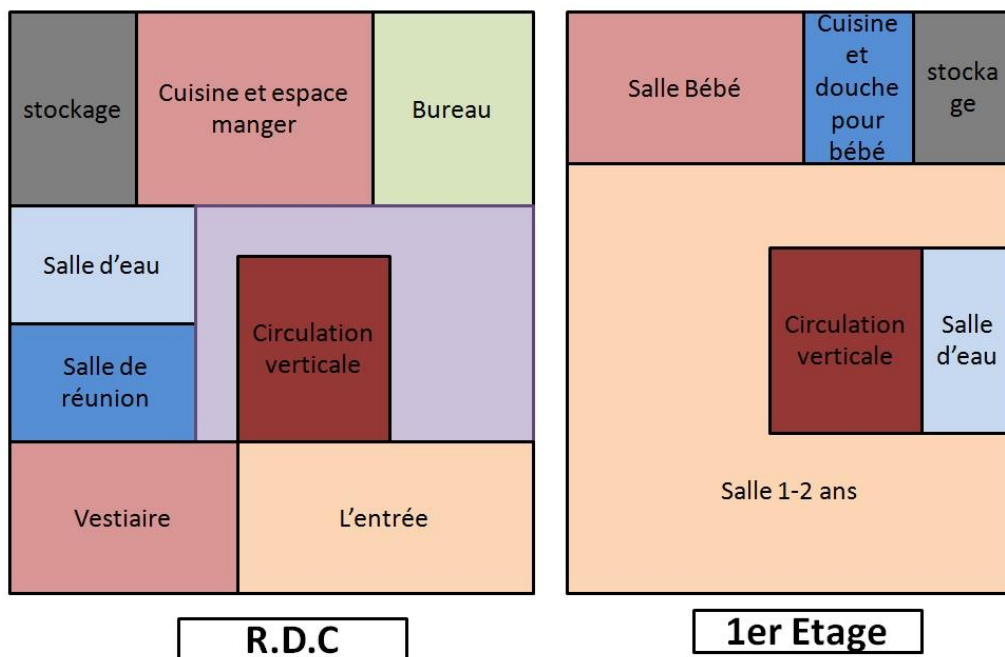 stockage
Cuisine et espace
manger
Bureau
Salle d'eau
Salle de
réunion
Circulation
verticale
Vestiaire
L'entrée
R.D.C
Salle Bébé
Cuisine
et
douche
pour
bébé
stocka
ge
Circulation
verticale
Salle
d'eau
Salle 1-2 ans
1er Etage